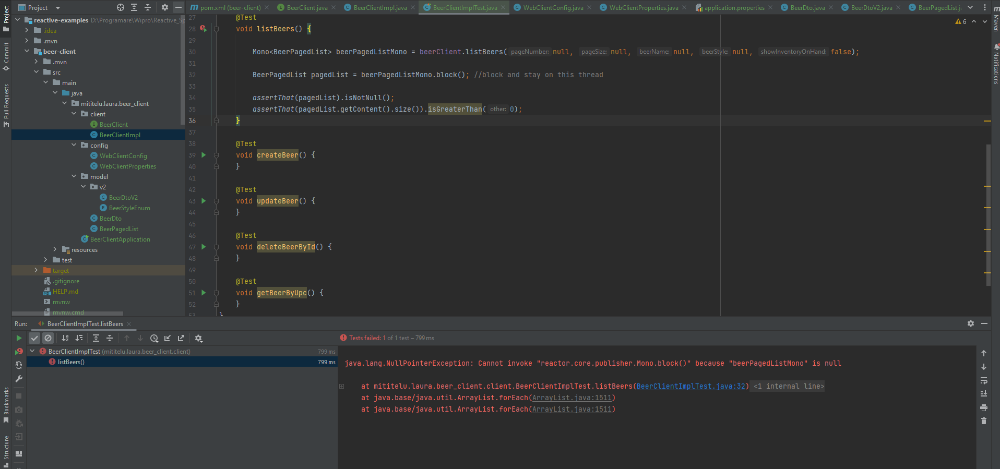 Project
pom.xml (beer-client)
BeerClient.java
BeerClientImpl.java
BeerClientImplTest.java
WebClientConfig.java
WebClientProperties.java
application.properties
BeerDto.java
BeerDtoV2.java
BeerPagedList.j
Project
Commit
Pull Requests
Bookmarks
Structure
Maven
Notifications
reactive-examples D:\Programare\Wipro\Reactive_Sp
.idea
.mvn
beer-client
.mvn
src
main
java
mititelu.laura.beer_client
client
BeerClient
BeerClientImpl
config
WebClientConfig
WebClientProperties
model
v2
BeerDtoV2
BeerStyleEnum
BeerDto
BeerPagedList
BeerClientApplication
resources
test
target
.gitignore
HELP.md
mvnw
mvnw.cmd
6
27 @Test
28 void listBeers() {
29
30 Mono<BeerPagedList> beerPagedListMono = beerClient.listBeers( pageNumber: null, pageSize: null, beerName: null, beerStyle: null, showInventoryOnHand: false);
31
32 BeerPagedList pagedList = beerPagedListMono.block(); //block and stay on this thread
33
34 assertThat(pagedList).isNotNull();
35 assertThat(pagedList.getContent().size()).isGreaterThan( other: 0);
36 }
37
38 @Test
39 void createBeer() {
40 }
41
42 @Test
43 void updateBeer() {
44 }
45
46 @Test
47 void deleteBeerById() {
48 }
49
50 @Test
51 void getBeerByUpc() {
52 }
53 }
Run: BeerClientImplTest.listBeers
Tests failed: 1 of 1 test – 799 ms
BeerClientImplTest (mititelu.laura.beer_client.client) 799 ms
listBeers() 799 ms
java.lang.NullPointerException: Cannot invoke "reactor.core.publisher.Mono.block()" because "beerPagedListMono" is null
at mititelu.laura.beer_client.client.BeerClientImplTest.listBeers(BeerClientImplTest.java:32) <1 internal line>
at java.base/java.util.ArrayList.forEach(ArrayList.java:1511)
at java.base/java.util.ArrayList.forEach(ArrayList.java:1511)